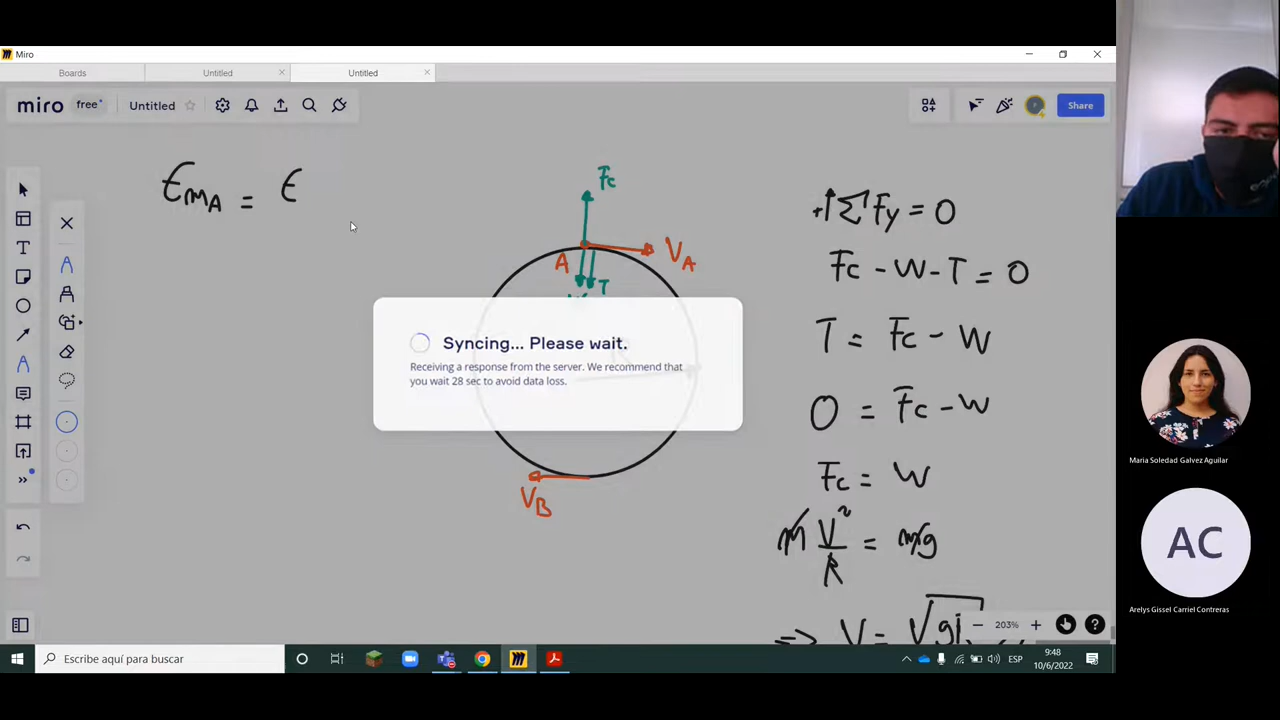 Miro
Boards
Untitled
Untitled
miro free
Untitled
Share
EmA = E
Fc
A
VA
T
VB
+↑ΣFy = 0
Fc - W - T = 0
T = Fc - W
0 = Fc - W
Fc = W
m V² / R = mg
=> V =
Syncing... Please wait.
Receiving a response from the server. We recommend that
you wait 28 sec to avoid data loss.
203%
Maria Soledad Galvez Aguilar
AC
Arelys Gissel Carriel Contreras
Escribe aquí para buscar
ESP
9:48
10/6/2022